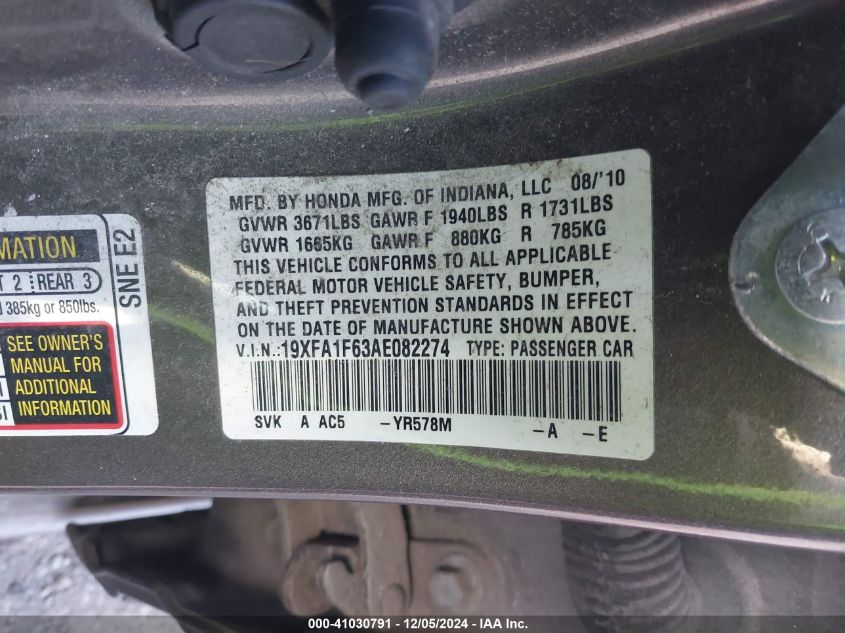 MATION
T 2 REAR 3
385kg or 850lbs.
SEE OWNER'S
MANUAL FOR
ADDITIONAL
INFORMATION
SNE E2
MFD. BY HONDA MFG. OF INDIANA, LLC 08/'10
GVWR 3671LBS GAWR F 1940LBS R 1731LBS
GVWR 1665KG GAWR F 880KG R 785KG
THIS VEHICLE CONFORMS TO ALL APPLICABLE
FEDERAL MOTOR VEHICLE SAFETY, BUMPER,
AND THEFT PREVENTION STANDARDS IN EFFECT
ON THE DATE OF MANUFACTURE SHOWN ABOVE.
V.I.N.:19XFA1F63AE082274 TYPE: PASSENGER CAR
SVK A AC5 -YR578M -A -E
000-41030791 - 12/05/2024 - IAA Inc.